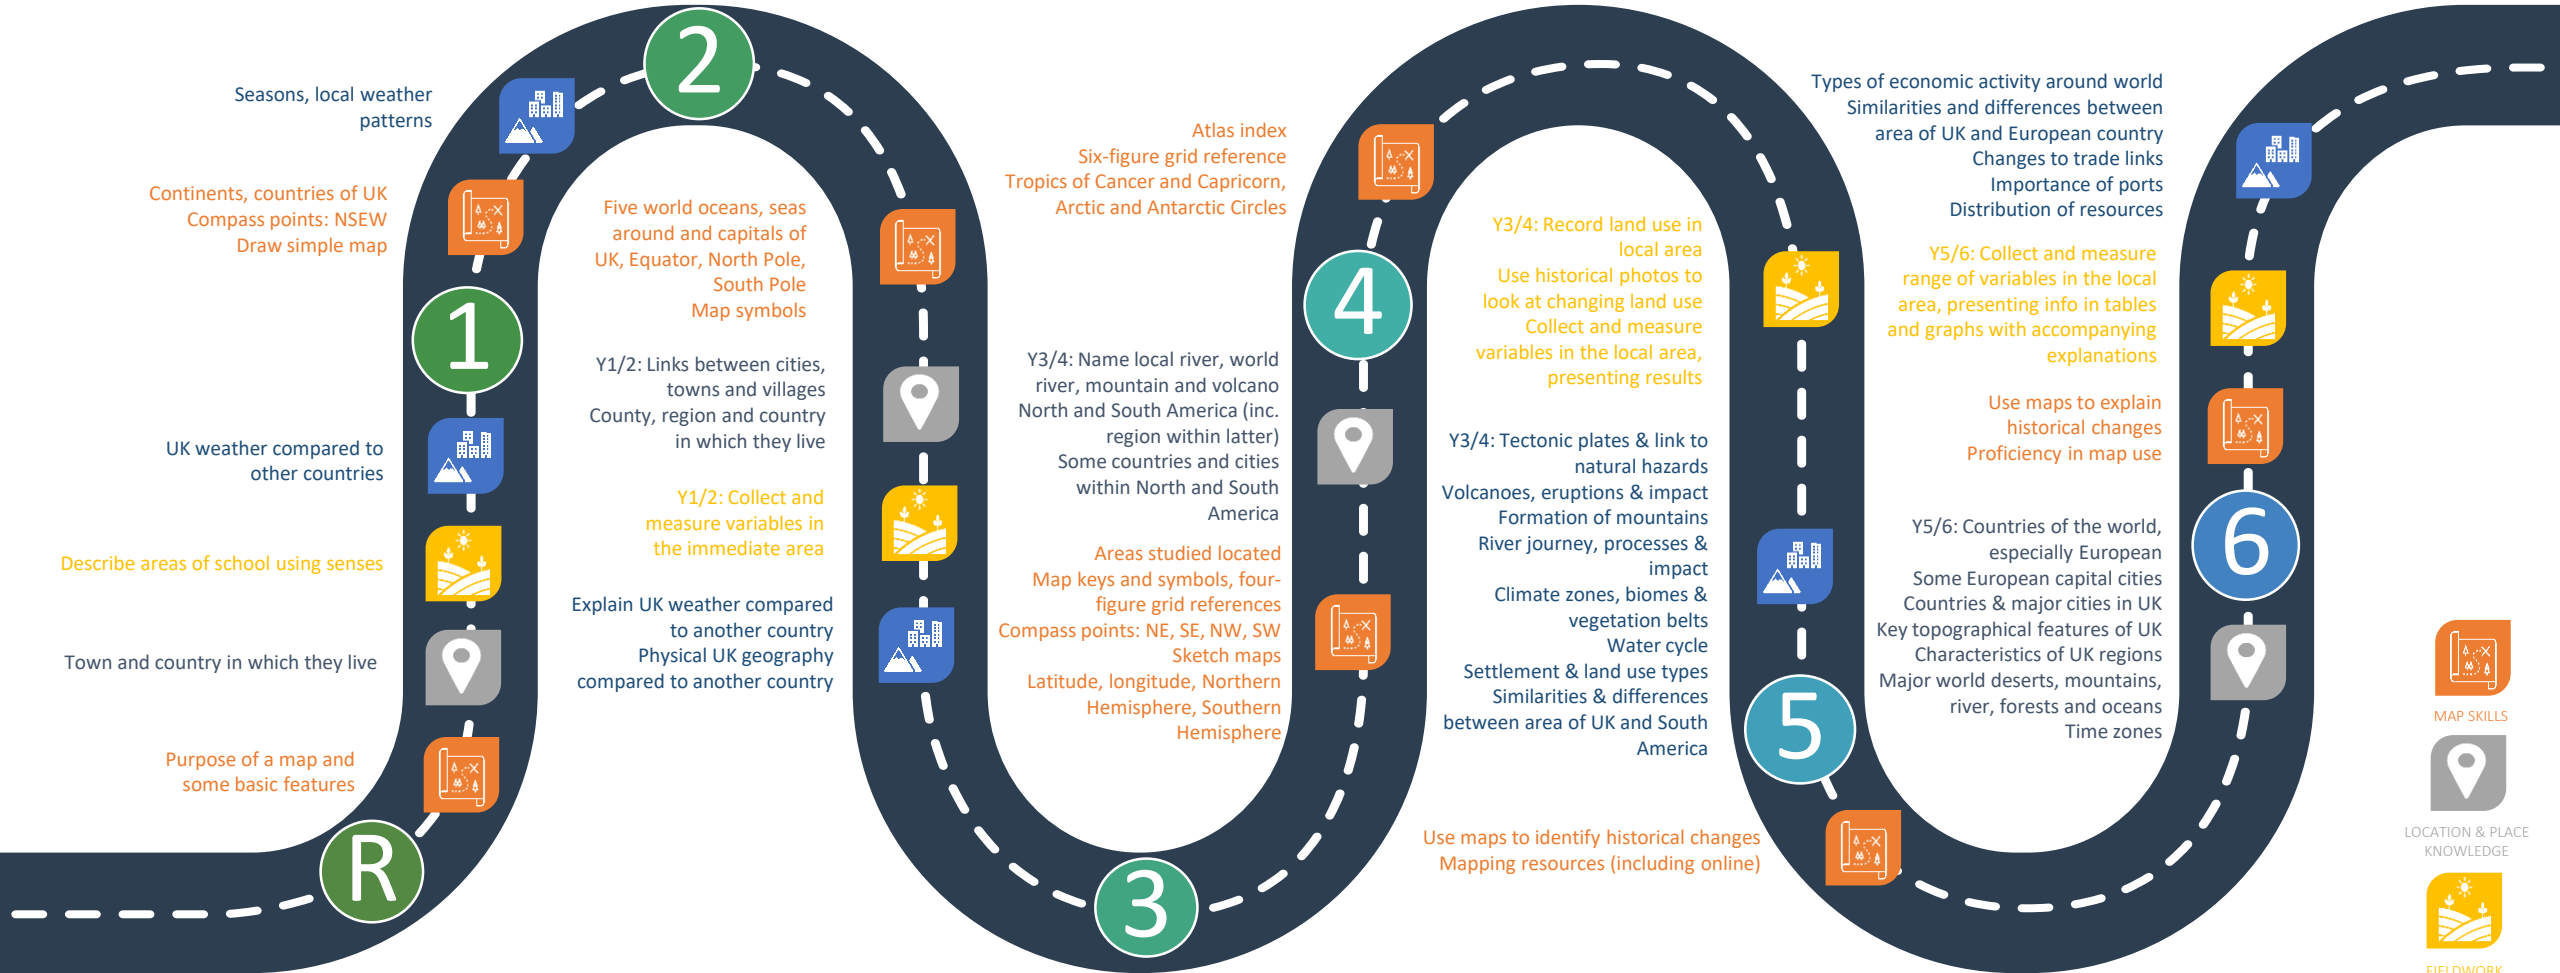 R
Purpose of a map and
some basic features
Town and country in which they live
Describe areas of school using senses
UK weather compared to
other countries
1
Continents, countries of UK
Compass points: NSEW
Draw simple map
Seasons, local weather
patterns
2
Five world oceans, seas
around and capitals of
UK, Equator, North Pole,
South Pole
Map symbols
Y1/2: Links between cities,
towns and villages
County, region and country
in which they live
Y1/2: Collect and
measure variables in
the immediate area
Explain UK weather compared
to another country
Physical UK geography
compared to another country
3
Areas studied located
Map keys and symbols, four-
figure grid references
Compass points: NE, SE, NW, SW
Sketch maps
Latitude, longitude, Northern
Hemisphere, Southern
Hemisphere
Y3/4: Name local river, world
river, mountain and volcano
North and South America (inc.
region within latter)
Some countries and cities
within North and South
America
4
Atlas index
Six-figure grid reference
Tropics of Cancer and Capricorn,
Arctic and Antarctic Circles
Y3/4: Record land use in
local area
Use historical photos to
look at changing land use
Collect and measure
variables in the local area,
presenting results
Y3/4: Tectonic plates & link to
natural hazards
Volcanoes, eruptions & impact
Formation of mountains
River journey, processes &
impact
Climate zones, biomes &
vegetation belts
Water cycle
Settlement & land use types
Similarities & differences
between area of UK and South
America
5
Use maps to identify historical changes
Mapping resources (including online)
Y5/6: Countries of the world,
especially European
Some European capital cities
Countries & major cities in UK
Key topographical features of UK
Characteristics of UK regions
Major world deserts, mountains,
river, forests and oceans
Time zones
6
Use maps to explain
historical changes
Proficiency in map use
Y5/6: Collect and measure
range of variables in the local
area, presenting info in tables
and graphs with accompanying
explanations
Types of economic activity around world
Similarities and differences between
area of UK and European country
Changes to trade links
Importance of ports
Distribution of resources
MAP SKILLS
LOCATION & PLACE
KNOWLEDGE
FIELDWORK